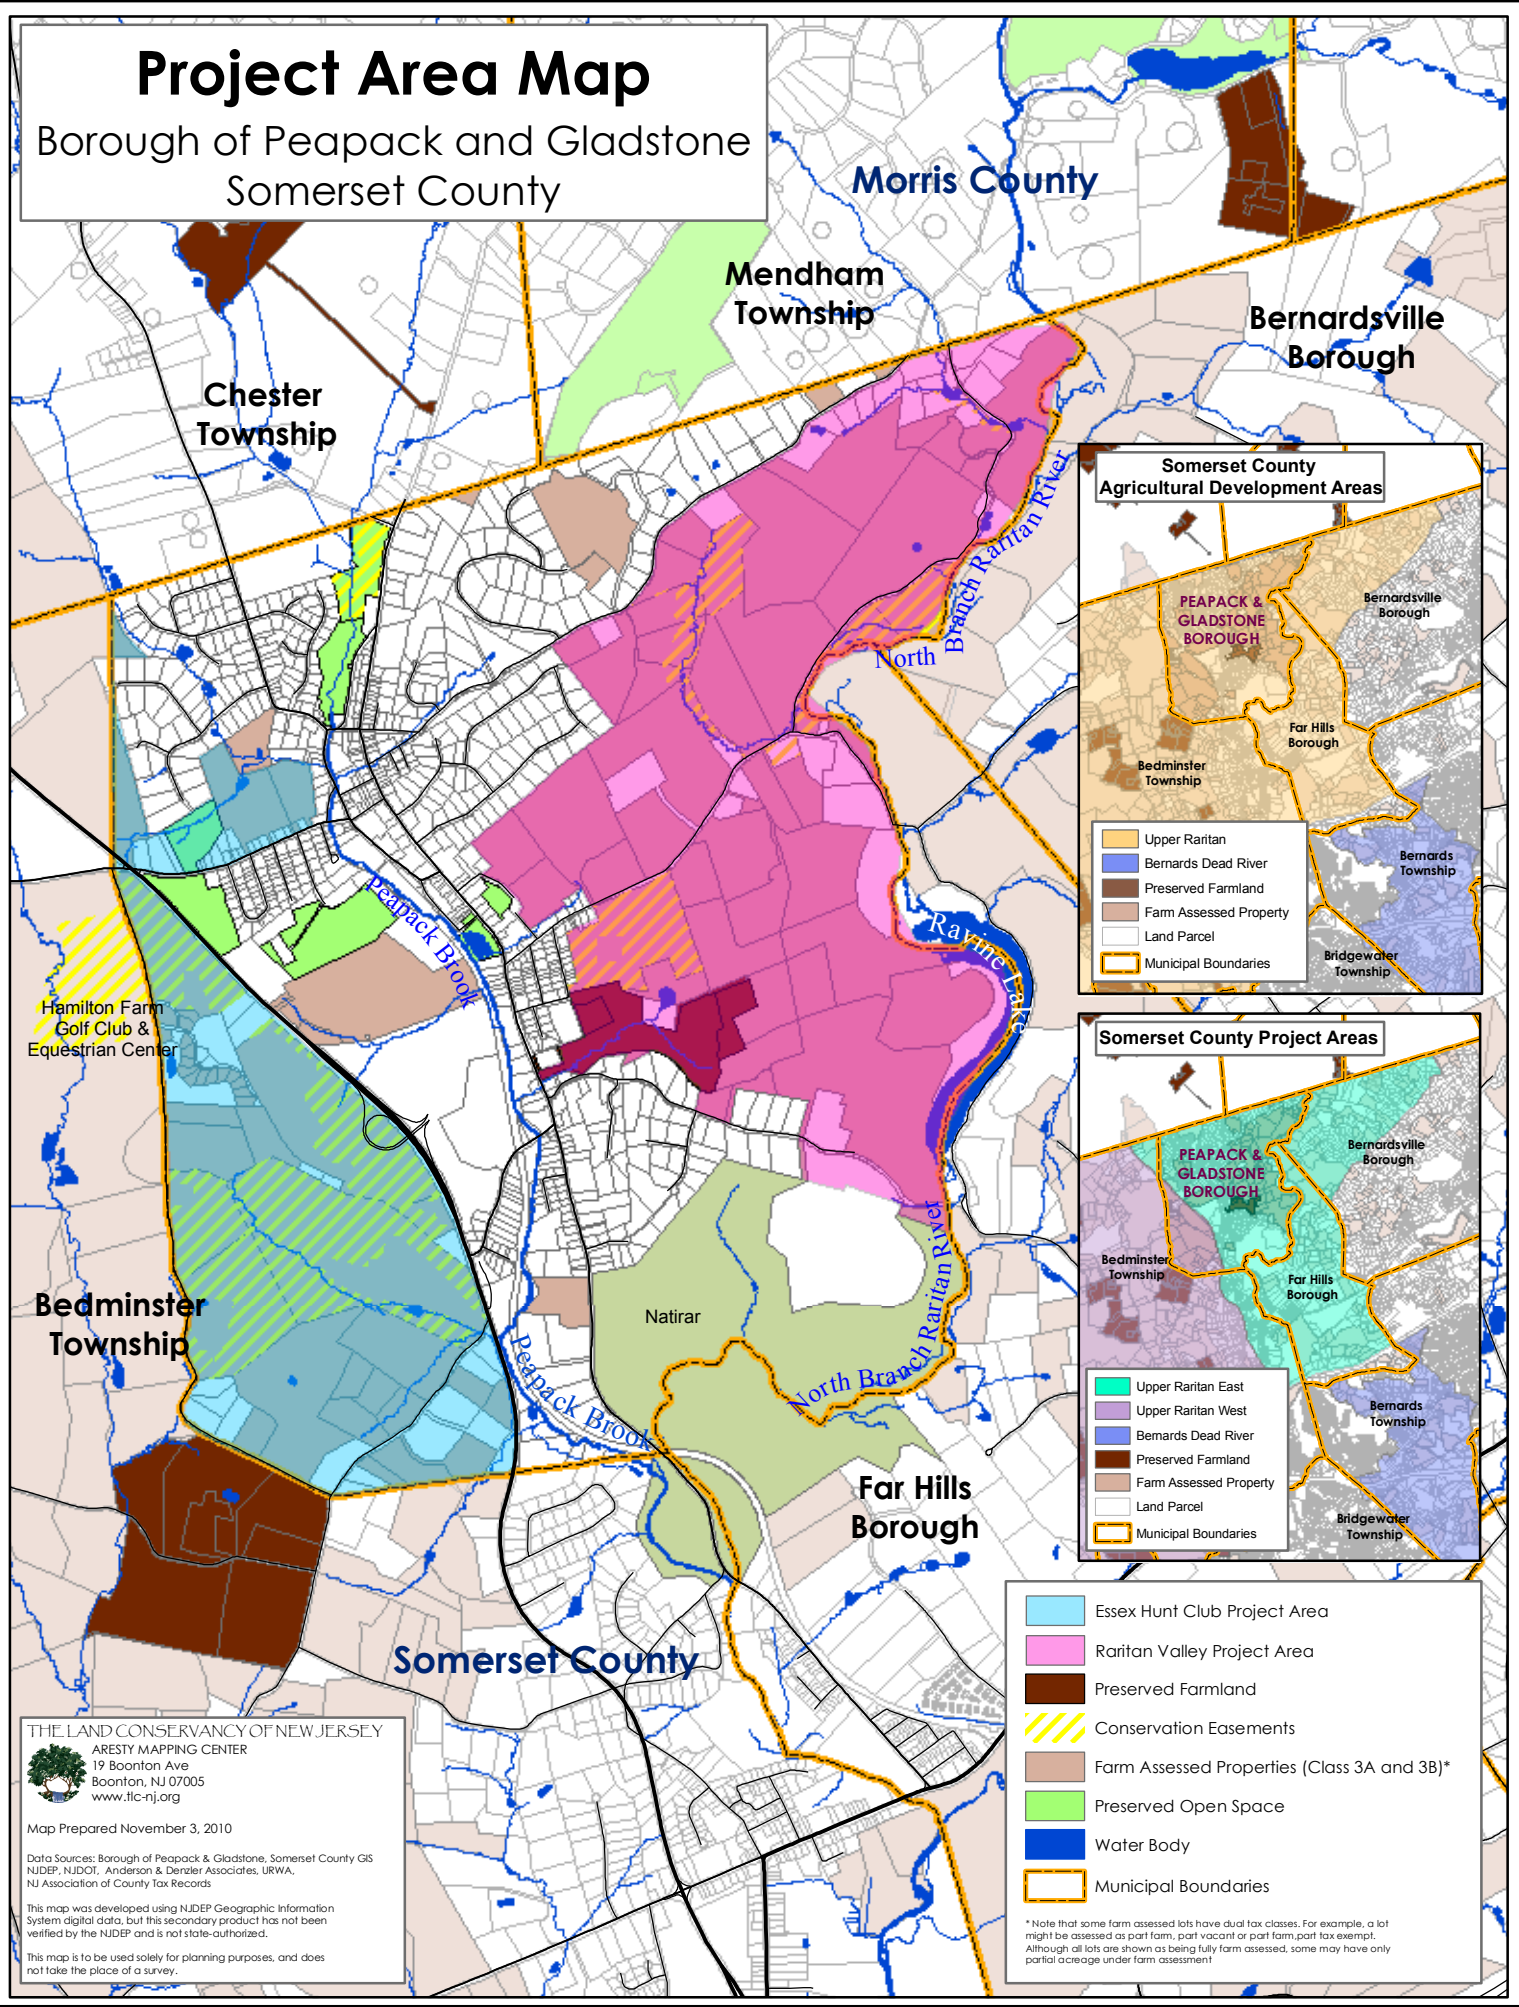 Project Area Map
Borough of Peapack and Gladstone
Somerset County
Morris County
Mendham
Township
Bernardsville
Borough
Chester
Township
North Branch Raritan River
Peapack Brook
Ravine Lake
Hamilton Farm
Golf Club &
Equestrian Center
Bedminster
Township
Natirar
North Branch Raritan River
Peapack Brook
Far Hills
Borough
Somerset County
Somerset County
Agricultural Development Areas
PEAPACK &
GLADSTONE
BOROUGH
Bernardsville
Borough
Far Hills
Borough
Bedminster
Township
Bernards
Township
Bridgewater
Township
Upper Raritan
Bernards Dead River
Preserved Farmland
Farm Assessed Property
Land Parcel
Municipal Boundaries
Somerset County Project Areas
PEAPACK &
GLADSTONE
BOROUGH
Bernardsville
Borough
Bedminster
Township
Far Hills
Borough
Bernards
Township
Bridgewater
Township
Upper Raritan East
Upper Raritan West
Bernards Dead River
Preserved Farmland
Farm Assessed Property
Land Parcel
Municipal Boundaries
Essex Hunt Club Project Area
Raritan Valley Project Area
Preserved Farmland
Conservation Easements
Farm Assessed Properties (Class 3A and 3B)*
Preserved Open Space
Water Body
Municipal Boundaries
* Note that some farm assessed lots have dual tax classes. For example, a lot
might be assessed as part farm, part vacant or part farm,part tax exempt.
Although all lots are shown as being fully farm assessed, some may have only
partial acreage under farm assessment
THE LAND CONSERVANCY OF NEW JERSEY
ARESTY MAPPING CENTER
19 Boonton Ave
Boonton, NJ 07005
www.tlc-nj.org
Map Prepared November 3, 2010
Data Sources: Borough of Peapack & Gladstone, Somerset County GIS
NJDEP, NJDOT, Anderson & Denzler Associates, URWA,
NJ Association of County Tax Records
This map was developed using NJDEP Geographic Information
System digital data, but this secondary product has not been
verified by the NJDEP and is not state-authorized.
This map is to be used solely for planning purposes, and does
not take the place of a survey.